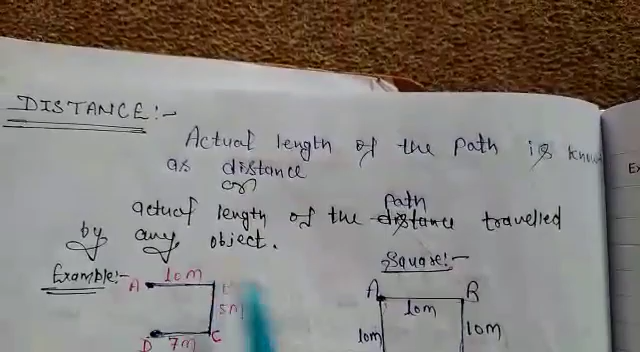 DISTANCE:-
Actual length of the path is know
as distance
or
actual length of the path travelled
by any object.
Example:-
Square:-
A 10m
5m
D 7m C
A B
10m
10m 10m